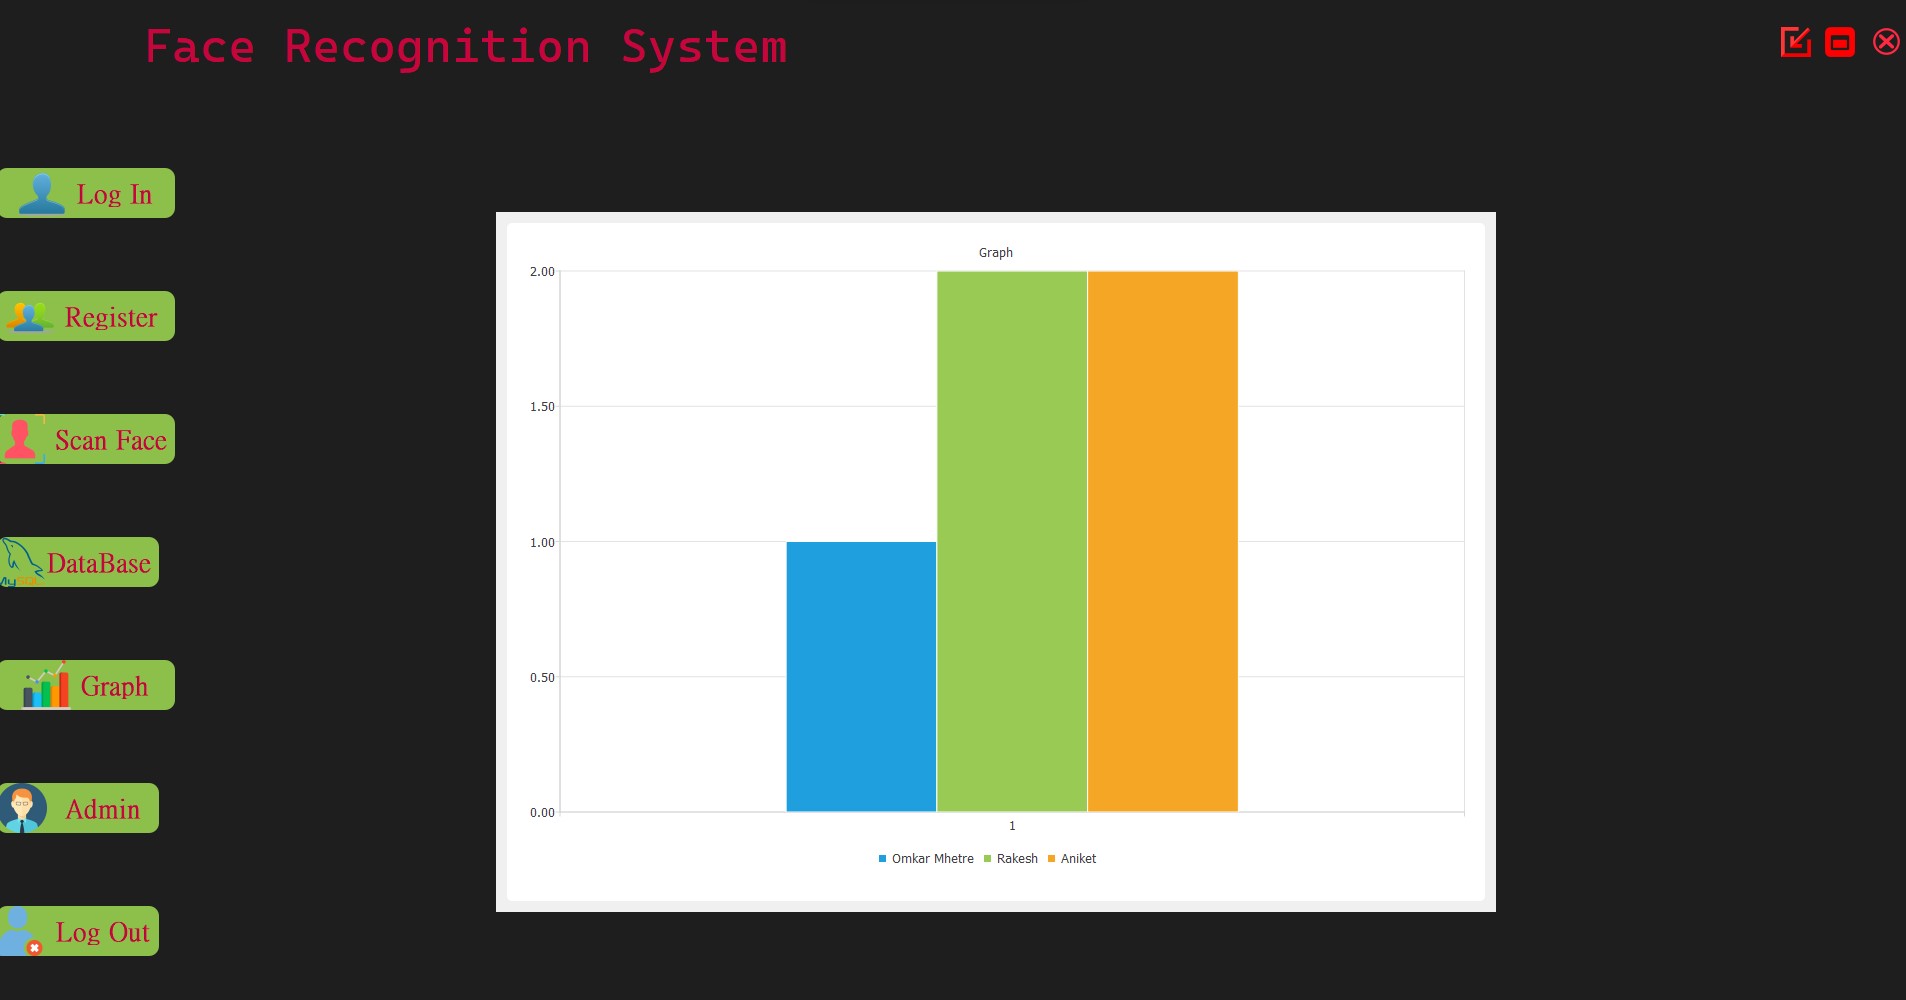 Face Recognition System
Log In
Register
Scan Face
MySQL
DataBase
Graph
Admin
Log Out
Graph
2.00
1.50
1.00
0.50
0.00
1
Omkar Mhetre Rakesh Aniket